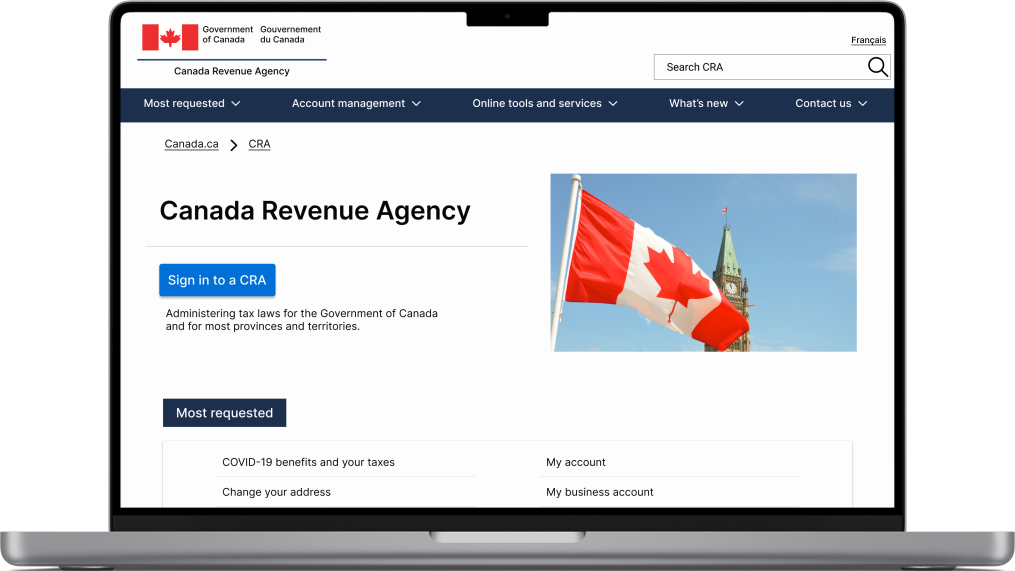 Government of Canada
Gouvernement du Canada
Canada Revenue Agency
Français
Search CRA
Most requested
Account management
Online tools and services
What's new
Contact us
Canada.ca
CRA
Canada Revenue Agency
Sign in to a CRA
Administering tax laws for the Government of Canada
and for most provinces and territories.
Most requested
COVID-19 benefits and your taxes
My account
Change your address
My business account